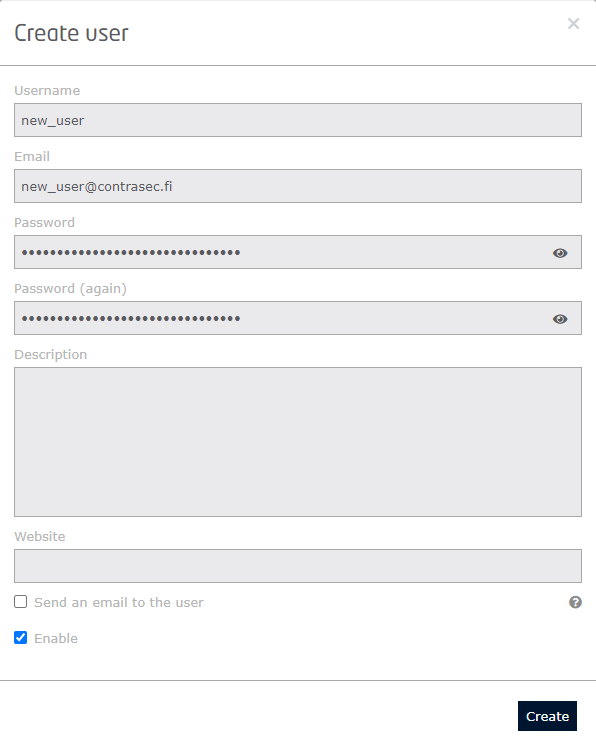 Create user
Username
new_user
Email
new_user@contrasec.fi
Password
•••••••••••••••••••••••••••••••
Password (again)
•••••••••••••••••••••••••••••••
Description
Website
Send an email to the user
Enable
Create